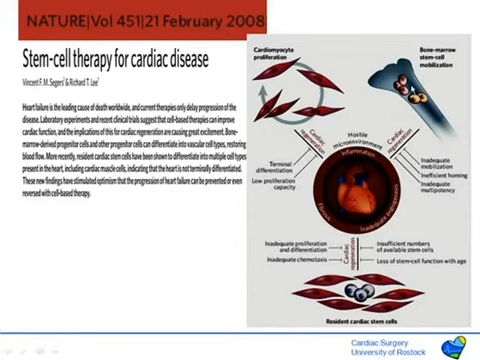 NATURE|Vol 451|21 February 2008
Stem-cell therapy for cardiac disease
Vincent F. M. Segers¹ & Richard T. Lee¹
Heart failure is the leading cause of death worldwide, and current therapies only delay progression of the
disease. Laboratory experiments and recent clinical trials suggest that cell-based therapies can improve
cardiac function, and the implications of this for cardiac regeneration are causing great excitement. Bone-
marrow-derived progenitor cells and other progenitor cells can differentiate into vascular cell types, restoring
blood flow. More recently, resident cardiac stem cells have been shown to differentiate into multiple cell types
present in the heart, including cardiac muscle cells, indicating that the heart is not terminally differentiated.
These new findings have stimulated optimism that the progression of heart failure can be prevented or even
reversed with cell-based therapy.
Cardiomyocyte
proliferation
Bone-marrow
stem-cell
mobilization
Cardiac
regeneration
Hostile
microenvironment
Cardiac
regeneration
Inflammation
Terminal
differentiation
Low proliferation
capacity
Inadequate
mobilization
Inefficient homing
Inadequate
multipotency
Fibrosis
Inadequate angiogenesis
Inadequate proliferation
and differentiation
Inadequate chemotaxis
Cardiac
regeneration
Insufficient numbers
of available stem cells
Loss of stem-cell function with age
Resident cardiac stem cells
Cardiac Surgery
University of Rostock